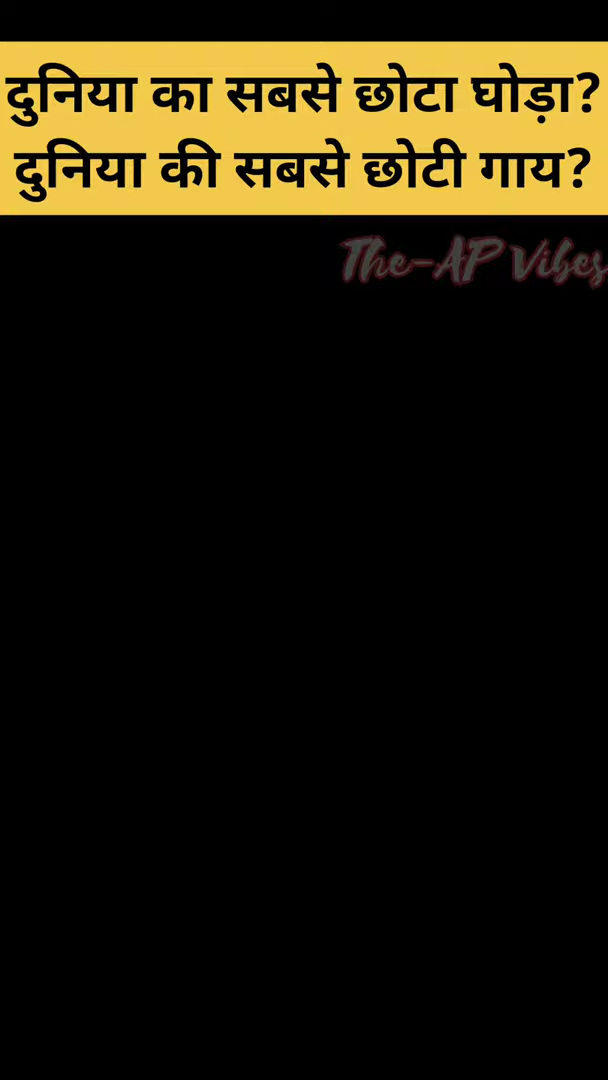 दुनिया का सबसे छोटा घोड़ा?
दुनिया की सबसे छोटी गाय?
The-AP Vibes